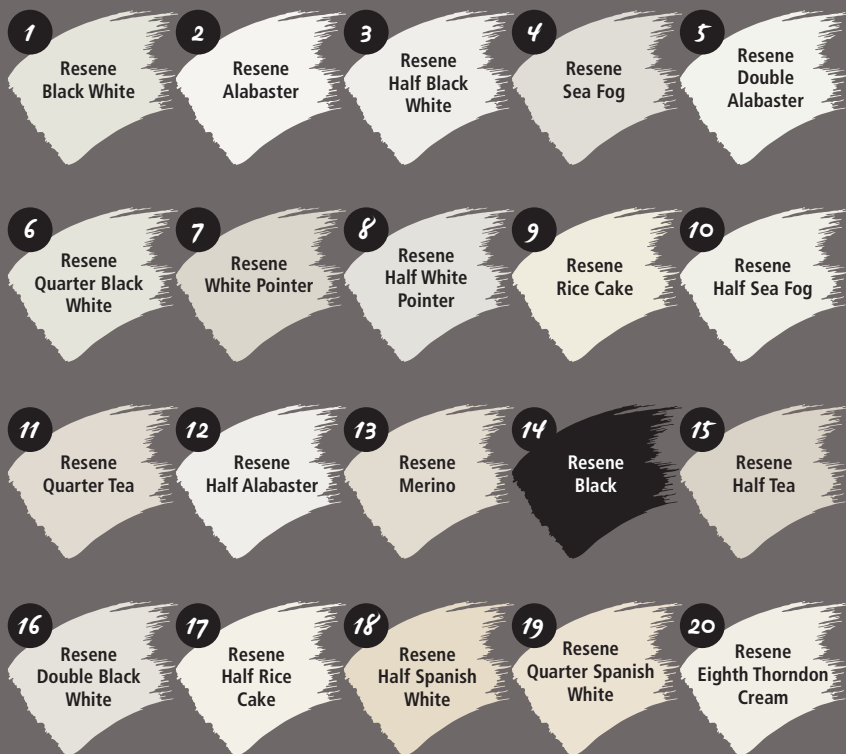 1
Resene
Black White
2
Resene
Alabaster
3
Resene
Half Black
White
4
Resene
Sea Fog
5
Resene
Double
Alabaster
6
Resene
Quarter Black
White
7
Resene
White Pointer
8
Resene
Half White
Pointer
9
Resene
Rice Cake
10
Resene
Half Sea Fog
11
Resene
Quarter Tea
12
Resene
Half Alabaster
13
Resene
Merino
14
Resene
Black
15
Resene
Half Tea
16
Resene
Double Black
White
17
Resene
Half Rice
Cake
18
Resene
Half Spanish
White
19
Resene
Quarter Spanish
White
20
Resene
Eighth Thorndon
Cream